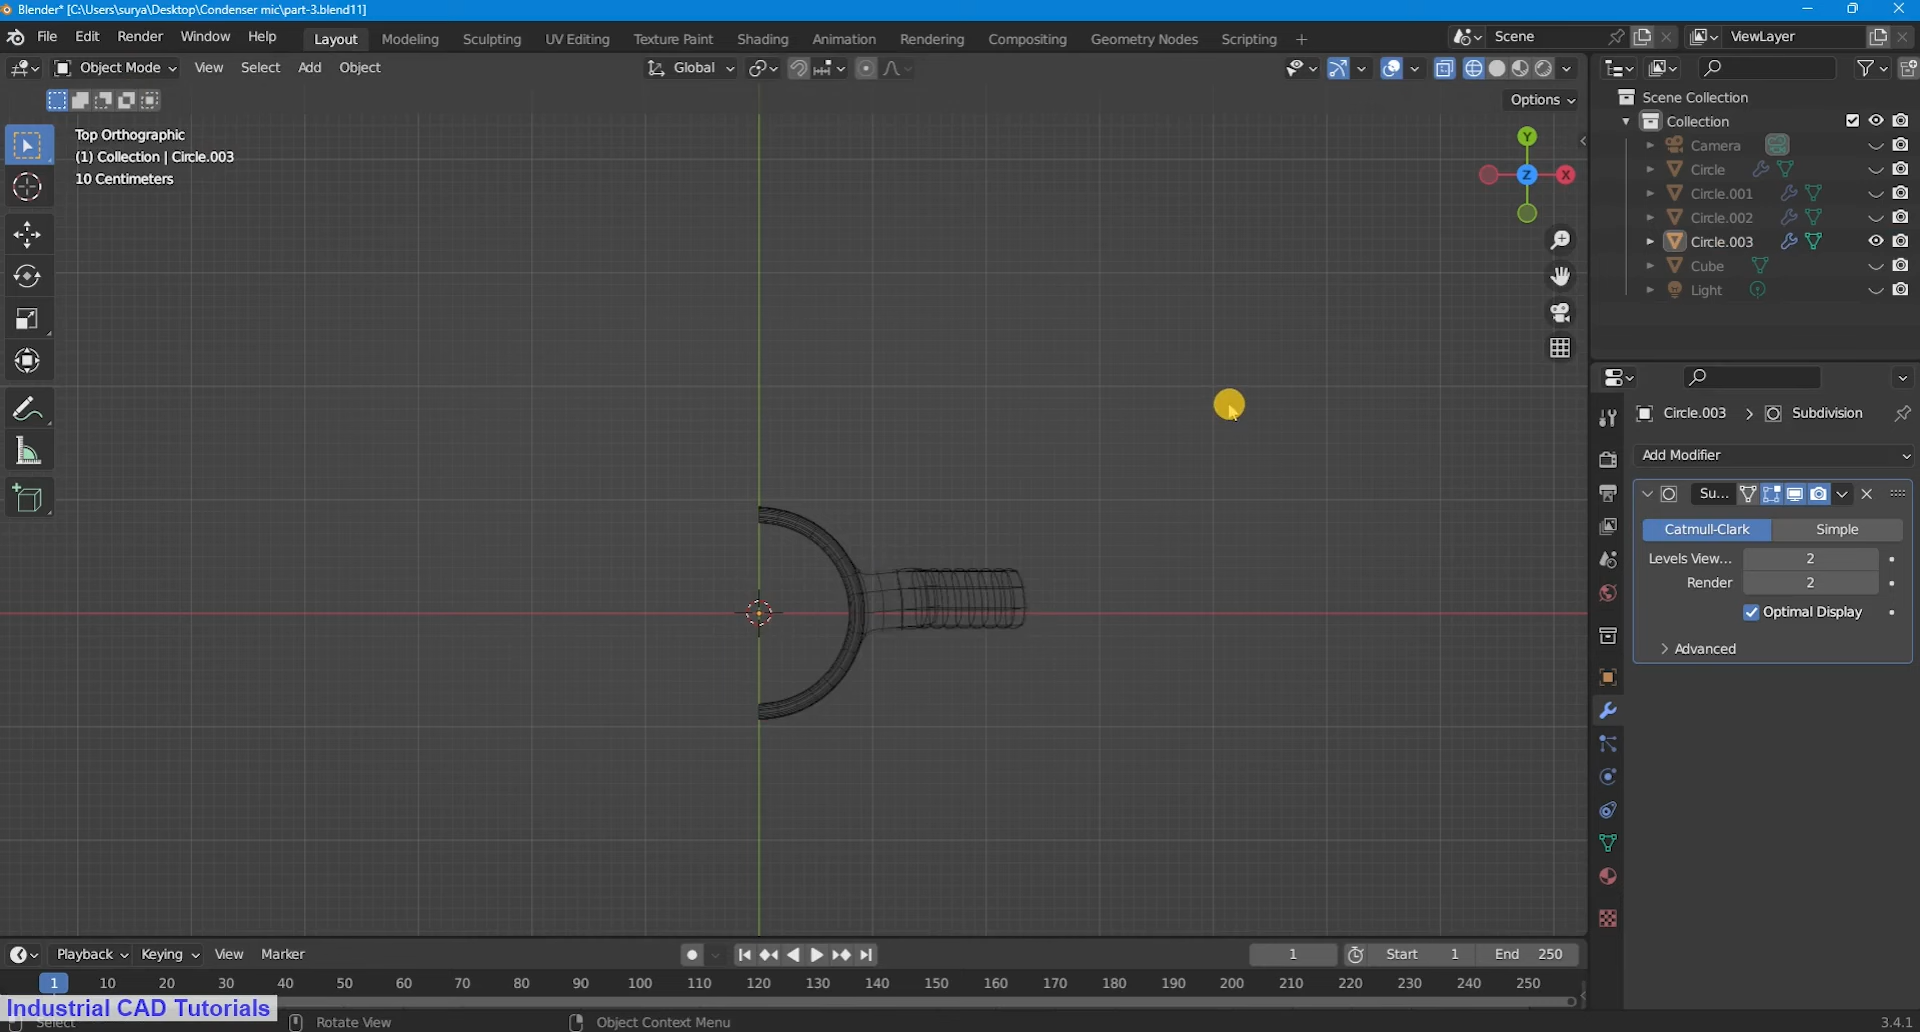 Blender* [C:\Users\surya\Desktop\Condenser mic\part-3.blend11]
File Edit Render Window Help Layout Modeling Sculpting UV Editing Texture Paint Shading Animation Rendering Compositing Geometry Nodes Scripting + Scene ViewLayer
Object Mode View Select Add Object Global
Options
Top Orthographic
(1) Collection | Circle.003
10 Centimeters
Y
Z
X
Scene Collection
Collection
Camera
Circle
Circle.001
Circle.002
Circle.003
Cube
Light
Circle.003 > Subdivision
Add Modifier
Su...
Catmull-Clark Simple
Levels View... 2
Render 2
Optimal Display
Advanced
Playback Keying View Marker 1 Start 1 End 250
1 10 20 30 40 50 60 70 80 90 100 110 120 130 140 150 160 170 180 190 200 210 220 230 240 250
Industrial CAD Tutorials
Select Rotate View Object Context Menu 3.4.1